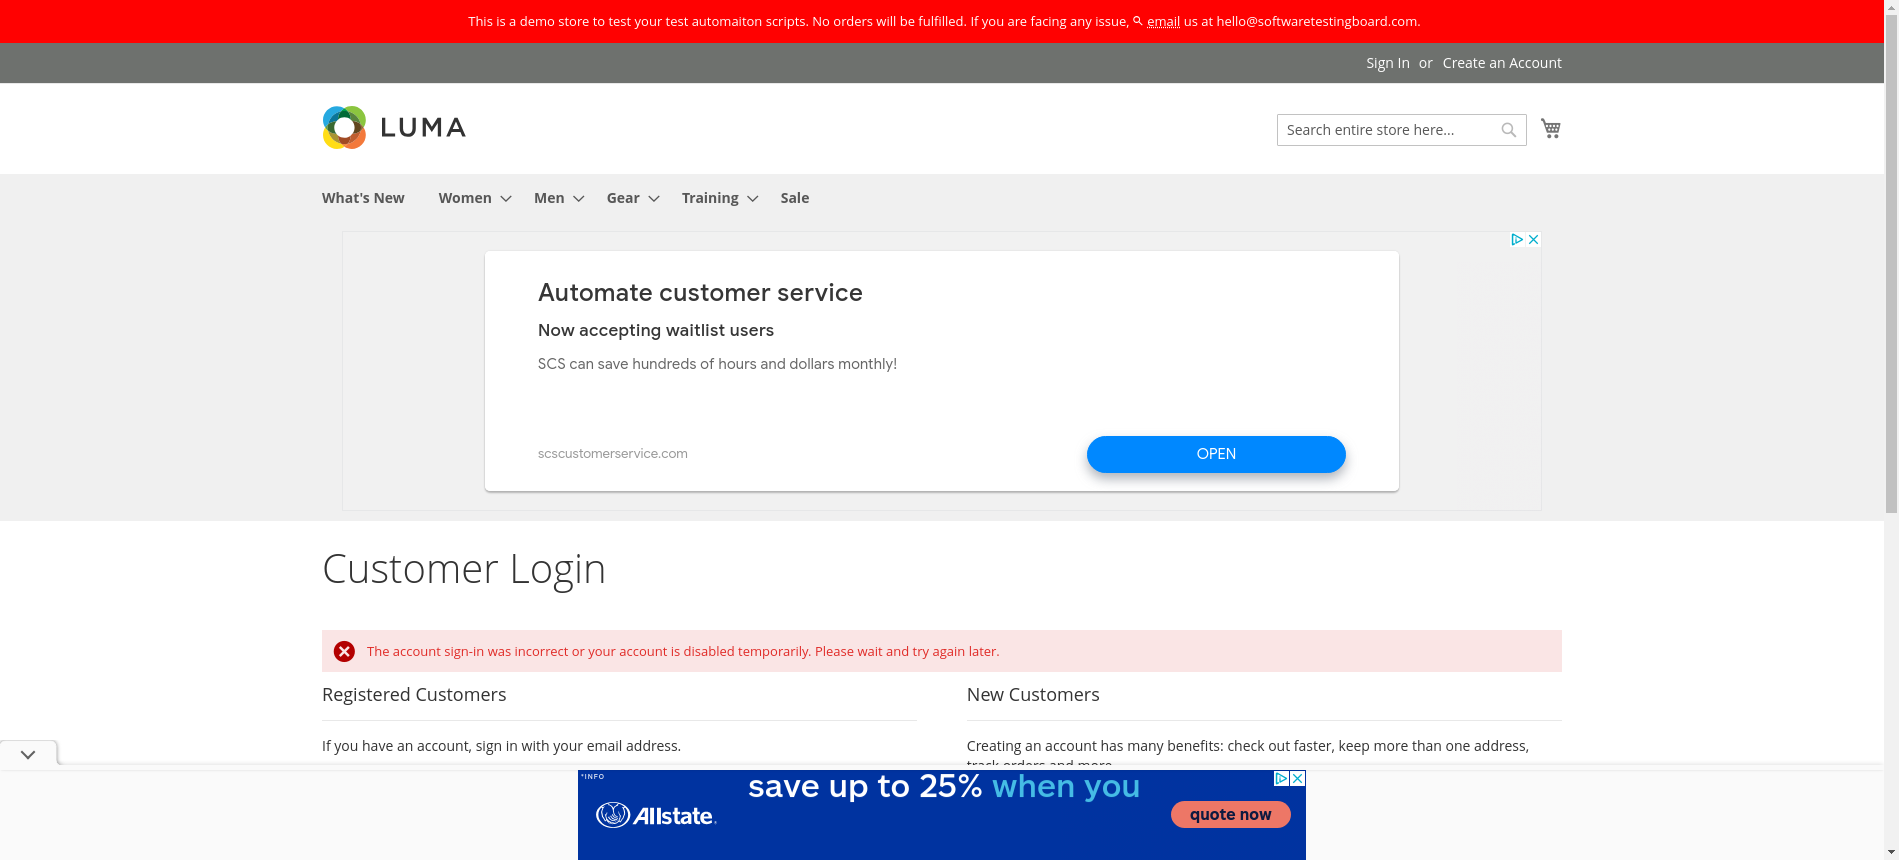 This is a demo store to test your test automaiton scripts. No orders will be fulfilled. If you are facing any issue, email us at hello@softwaretestingboard.com.
Sign In or Create an Account
LUMA
Search entire store here...
What's New Women Men Gear Training Sale
Automate customer service
Now accepting waitlist users
SCS can save hundreds of hours and dollars monthly!
scscustomerservice.com
OPEN
Customer Login
The account sign-in was incorrect or your account is disabled temporarily. Please wait and try again later.
Registered Customers
If you have an account, sign in with your email address.
New Customers
Creating an account has many benefits: check out faster, keep more than one address,
track orders and more.
*INFO
save up to 25% when you
Allstate.
quote now